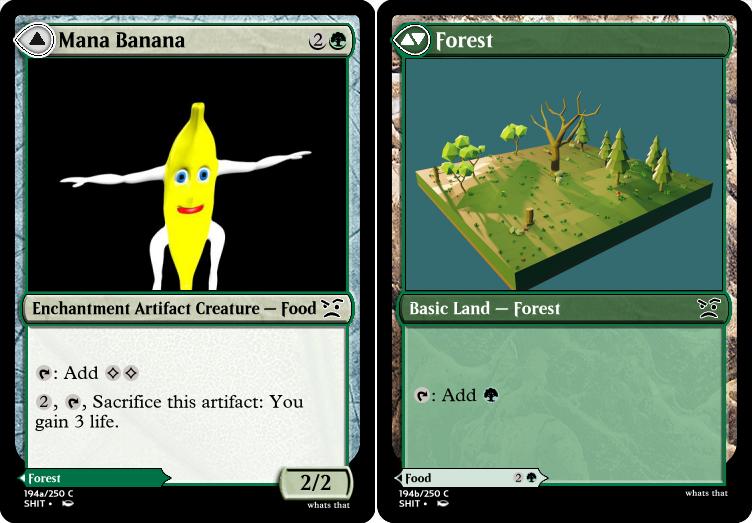 Mana Banana 2
Enchantment Artifact Creature — Food
: Add
2, , Sacrifice this artifact: You
gain 3 life.
Forest
2/2
194a/250 C
SHIT •
whats that
Forest
Basic Land — Forest
: Add
Food 2
194b/250 C
SHIT •
whats that